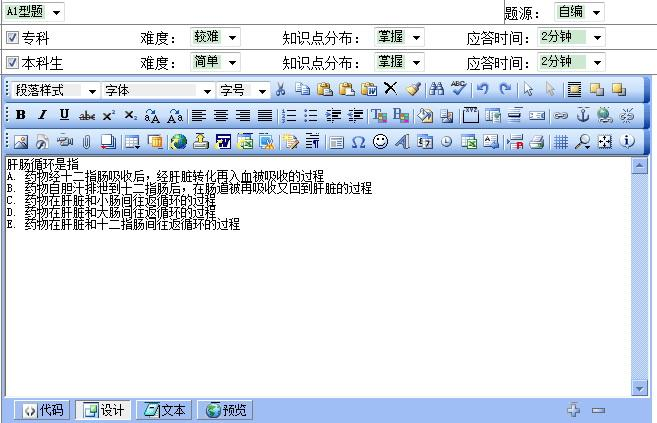 A1型题 题源： 自编
专科 难度： 较难 知识点分布： 掌握 应答时间： 2分钟
本科生 难度： 简单 知识点分布： 掌握 应答时间： 2分钟
段落样式 字体 字号
肝肠循环是指
A. 药物经十二指肠吸收后，经肝脏转化再入血被吸收的过程
B. 药物自胆汁排泄到十二指肠后，在肠道被再吸收又回到肝脏的过程
C. 药物在肝脏和小肠间往返循环的过程
D. 药物在肝脏和大肠间往返循环的过程
E. 药物在肝脏和十二指肠间往返循环的过程
代码 设计 文本 预览